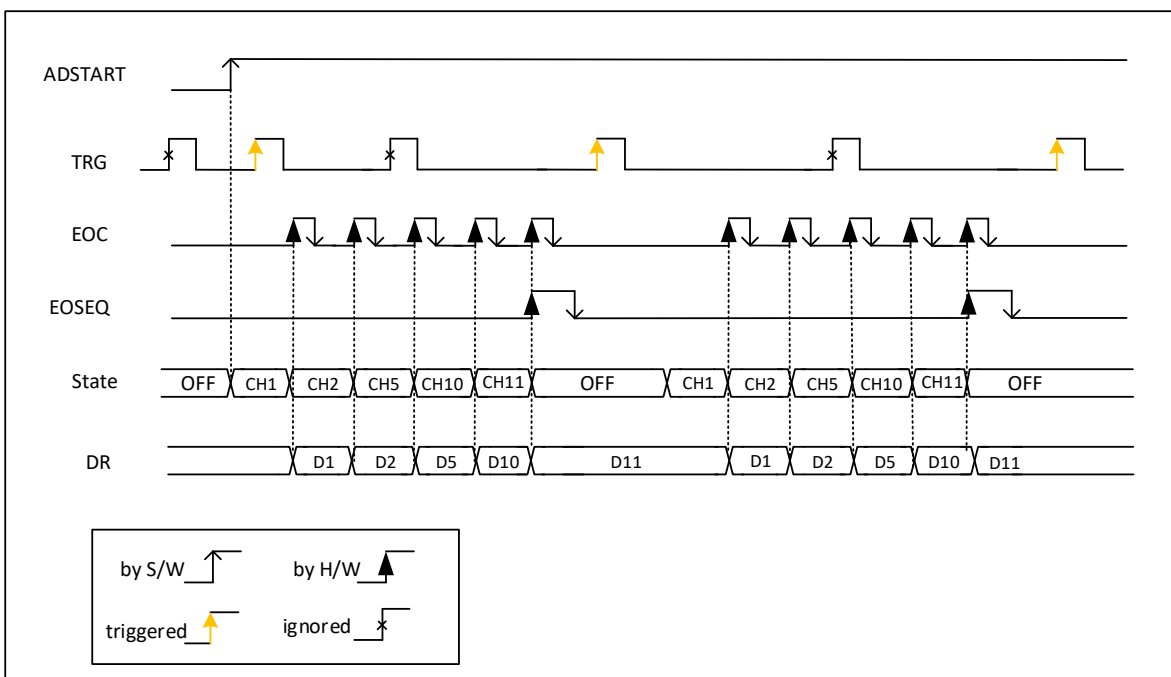 ADSTART
TRG
EOC
EOSEQ
State OFF CH1 CH2 CH5 CH10 CH11 OFF CH1 CH2 CH5 CH10 CH11 OFF
DR D1 D2 D5 D10 D11 D1 D2 D5 D10 D11
by S/W by H/W
triggered ignored